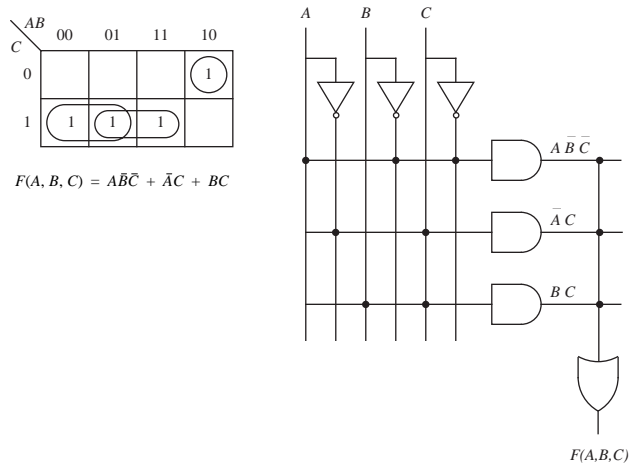 AB
C
00 01 11 10
0 1
1 1 1 1
F(A, B, C) = AB̄C̄ + ĀC + BC
A B C
A B̄ C̄
Ā C
B C
F(A,B,C)